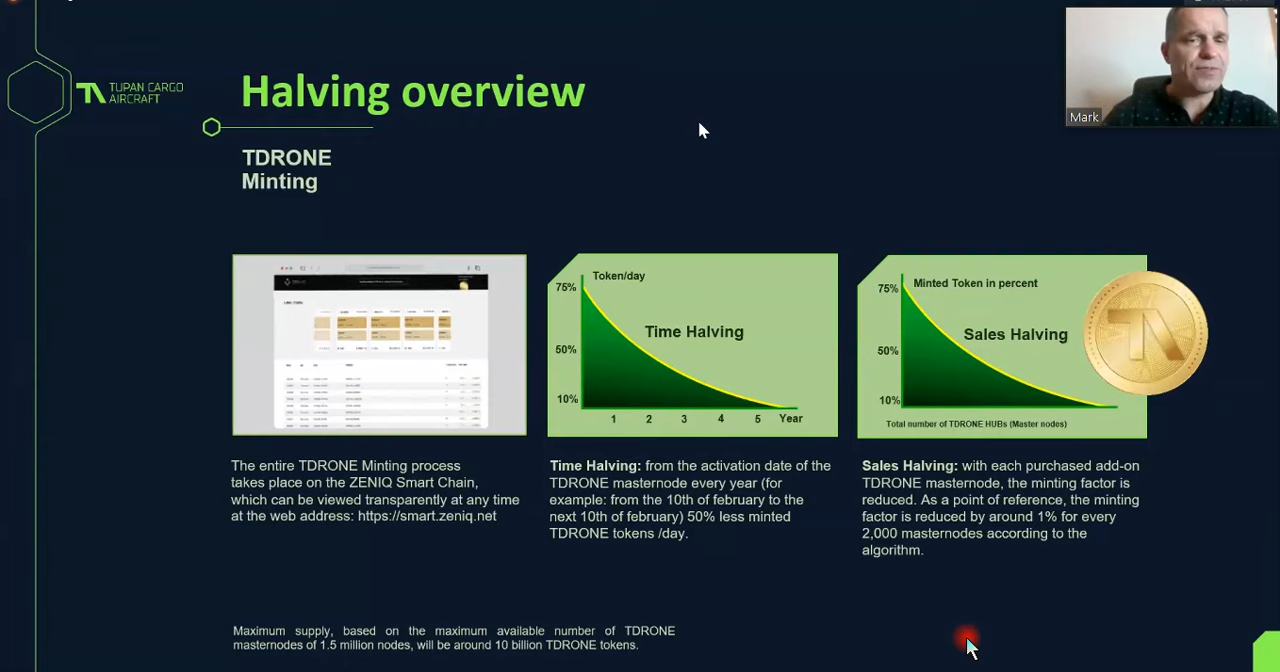 TUPAN CARGO
AIRCRAFT
Halving overview
Mark
TDRONE
Minting
Token/day
75%
50%
10%
Time Halving
1 2 3 4 5 Year
Minted Token in percent
75%
50%
10%
Sales Halving
Total number of TDRONE HUBs (Master nodes)
The entire TDRONE Minting process
takes place on the ZENIQ Smart Chain,
which can be viewed transparently at any time
at the web address: https://smart.zeniq.net
Time Halving: from the activation date of the
TDRONE masternode every year (for
example: from the 10th of february to the
next 10th of february) 50% less minted
TDRONE tokens /day.
Sales Halving: with each purchased add-on
TDRONE masternode, the minting factor is
reduced. As a point of reference, the minting
factor is reduced by around 1% for every
2,000 masternodes according to the
algorithm.
Maximum supply, based on the maximum available number of TDRONE
masternodes of 1.5 million nodes, will be around 10 billion TDRONE tokens.